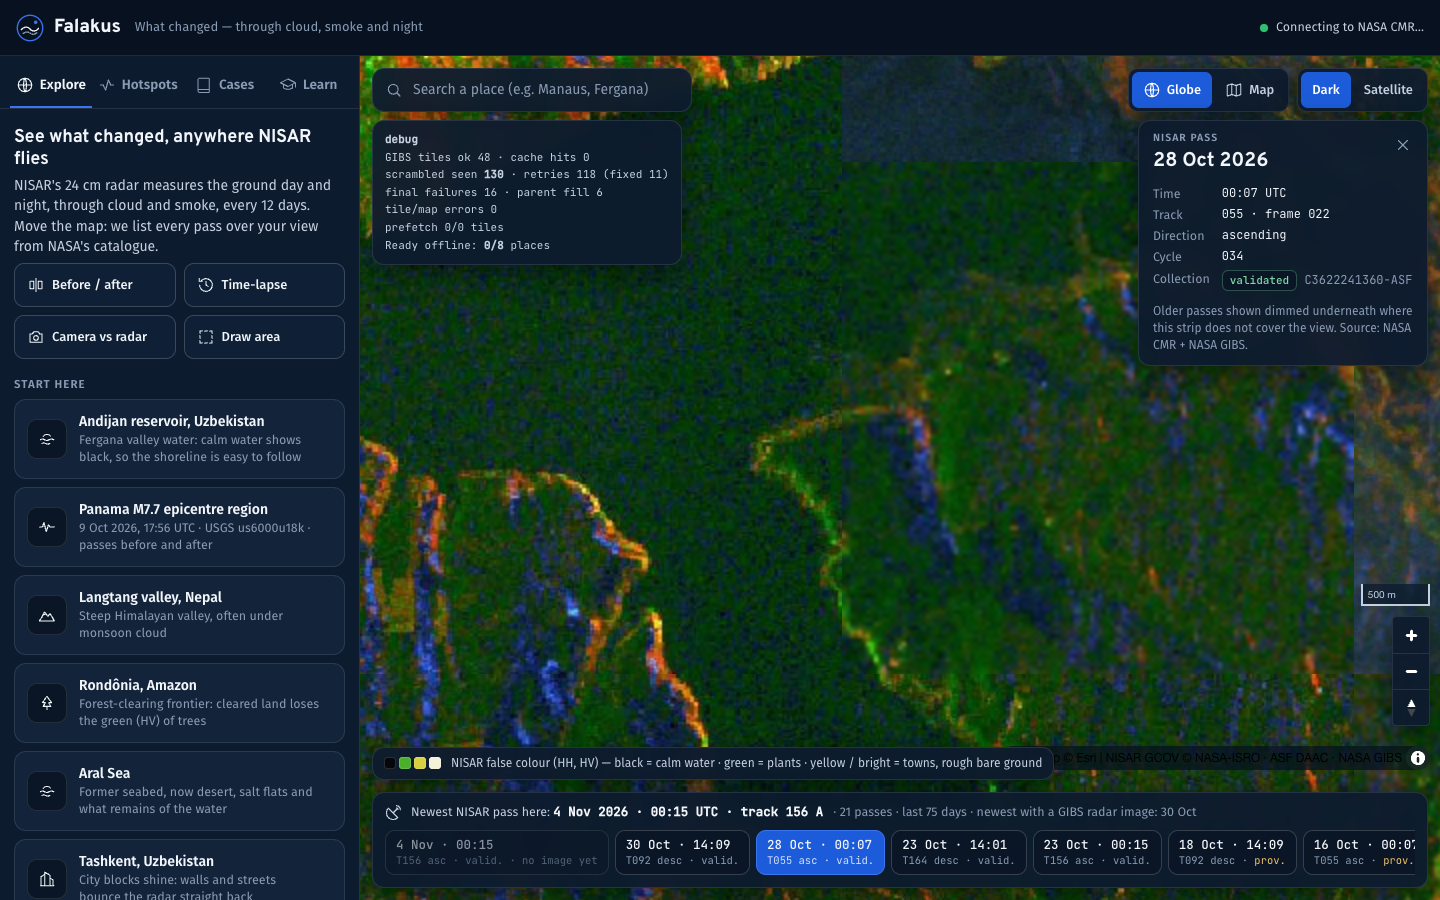 Falakus
What changed — through cloud, smoke and night
Connecting to NASA CMR...
Explore
Hotspots
Cases
Learn
See what changed, anywhere NISAR
flies
NISAR's 24 cm radar measures the ground day and
night, through cloud and smoke, every 12 days.
Move the map: we list every pass over your view
from NASA's catalogue.
Before / after
Time-lapse
Camera vs radar
Draw area
START HERE
Andijan reservoir, Uzbekistan
Fergana valley water: calm water shows
black, so the shoreline is easy to follow
Panama M7.7 epicentre region
9 Oct 2026, 17:56 UTC · USGS us6000u18k ·
passes before and after
Langtang valley, Nepal
Steep Himalayan valley, often under
monsoon cloud
Rondônia, Amazon
Forest-clearing frontier: cleared land loses
the green (HV) of trees
Aral Sea
Former seabed, now desert, salt flats and
what remains of the water
Tashkent, Uzbekistan
City blocks shine: walls and streets
bounce the radar straight back
Search a place (e.g. Manaus, Fergana)
debug
GIBS tiles ok 48 · cache hits 0
scrambled seen 130 · retries 118 (fixed 11)
final failures 16 · parent fill 6
tile/map errors 0
prefetch 0/0 tiles
Ready offline: 0/8 places
Globe
Map
Dark
Satellite
NISAR PASS
28 Oct 2026
Time 00:07 UTC
Track 055 · frame 022
Direction ascending
Cycle 034
Collection validated C3622241360-ASF
Older passes shown dimmed underneath where
this strip does not cover the view. Source: NASA
CMR + NASA GIBS.
500 m
NISAR false colour (HH, HV) — black = calm water · green = plants · yellow / bright = towns, rough bare ground
© Esri | NISAR GCOV © NASA-ISRO · ASF DAAC · NASA GIBS
Newest NISAR pass here: 4 Nov 2026 · 00:15 UTC · track 156 A · 21 passes · last 75 days · newest with a GIBS radar image: 30 Oct
4 Nov · 00:15
T156 asc · valid. · no image yet
30 Oct · 14:09
T092 desc · valid.
28 Oct · 00:07
T055 asc · valid.
23 Oct · 14:01
T164 desc · valid.
23 Oct · 00:15
T156 asc · valid.
18 Oct · 14:09
T092 desc · prov.
16 Oct · 00:07
T055 asc · prov.